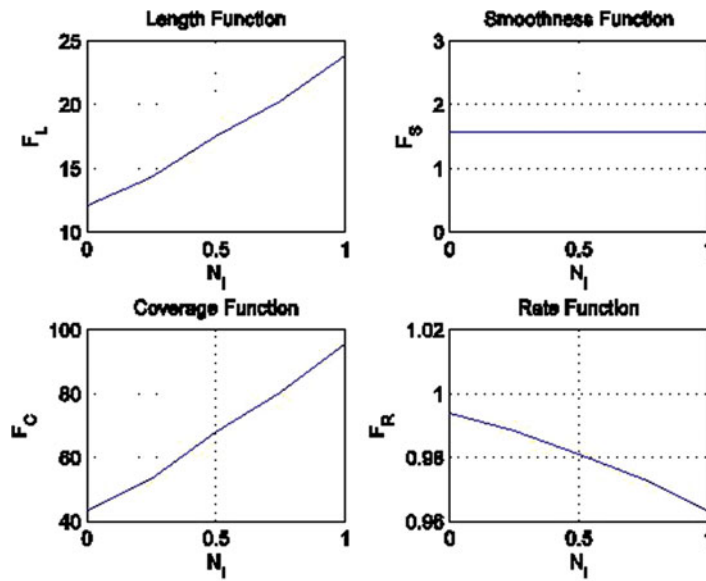 Length Function
25
20
15
10
F_L
0 0.5 1
N_I
Smoothness Function
3
2
1
0
F_S
0 0.5 1
N_I
Coverage Function
100
80
60
40
F_C
0 0.5 1
N_I
Rate Function
1.02
1
0.98
0.96
F_R
0 0.5 1
N_I